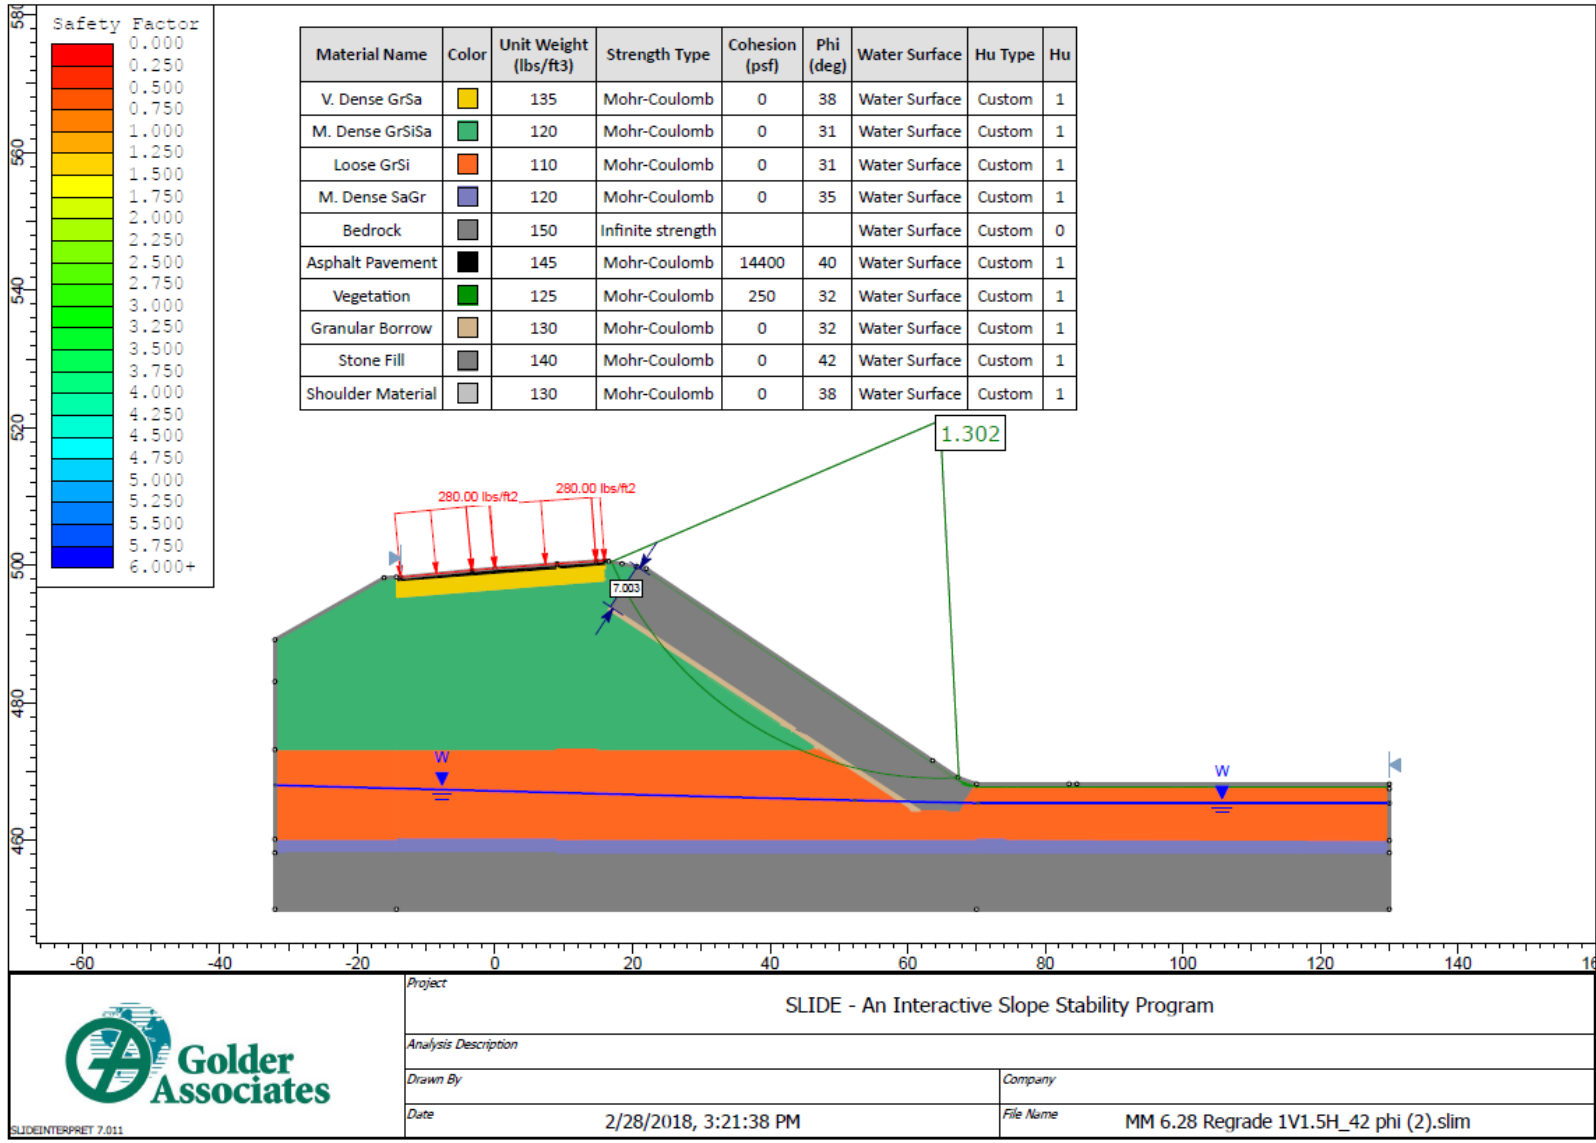 Safety Factor
0.000
0.250
0.500
0.750
1.000
1.250
1.500
1.750
2.000
2.250
2.500
2.750
3.000
3.250
3.500
3.750
4.000
4.250
4.500
4.750
5.000
5.250
5.500
5.750
6.000+
Material Name Color Unit Weight (lbs/ft3) Strength Type Cohesion (psf) Phi (deg) Water Surface Hu Type Hu
V. Dense GrSa 135 Mohr-Coulomb 0 38 Water Surface Custom 1
M. Dense GrSiSa 120 Mohr-Coulomb 0 31 Water Surface Custom 1
Loose GrSi 110 Mohr-Coulomb 0 31 Water Surface Custom 1
M. Dense SaGr 120 Mohr-Coulomb 0 35 Water Surface Custom 1
Bedrock 150 Infinite strength Water Surface Custom 0
Asphalt Pavement 145 Mohr-Coulomb 14400 40 Water Surface Custom 1
Vegetation 125 Mohr-Coulomb 250 32 Water Surface Custom 1
Granular Borrow 130 Mohr-Coulomb 0 32 Water Surface Custom 1
Stone Fill 140 Mohr-Coulomb 0 42 Water Surface Custom 1
Shoulder Material 130 Mohr-Coulomb 0 38 Water Surface Custom 1
580
560
540
520
500
480
460
1.302
280.00 lbs/ft2 280.00 lbs/ft2
7.003
W
W
-60 -40 -20 0 20 40 60 80 100 120 140 16
Golder
Associates
SLIDEINTERPRET 7.011
Project
SLIDE - An Interactive Slope Stability Program
Analysis Description
Drawn By
Company
Date
2/28/2018, 3:21:38 PM
File Name
MM 6.28 Regrade 1V1.5H_42 phi (2).slim